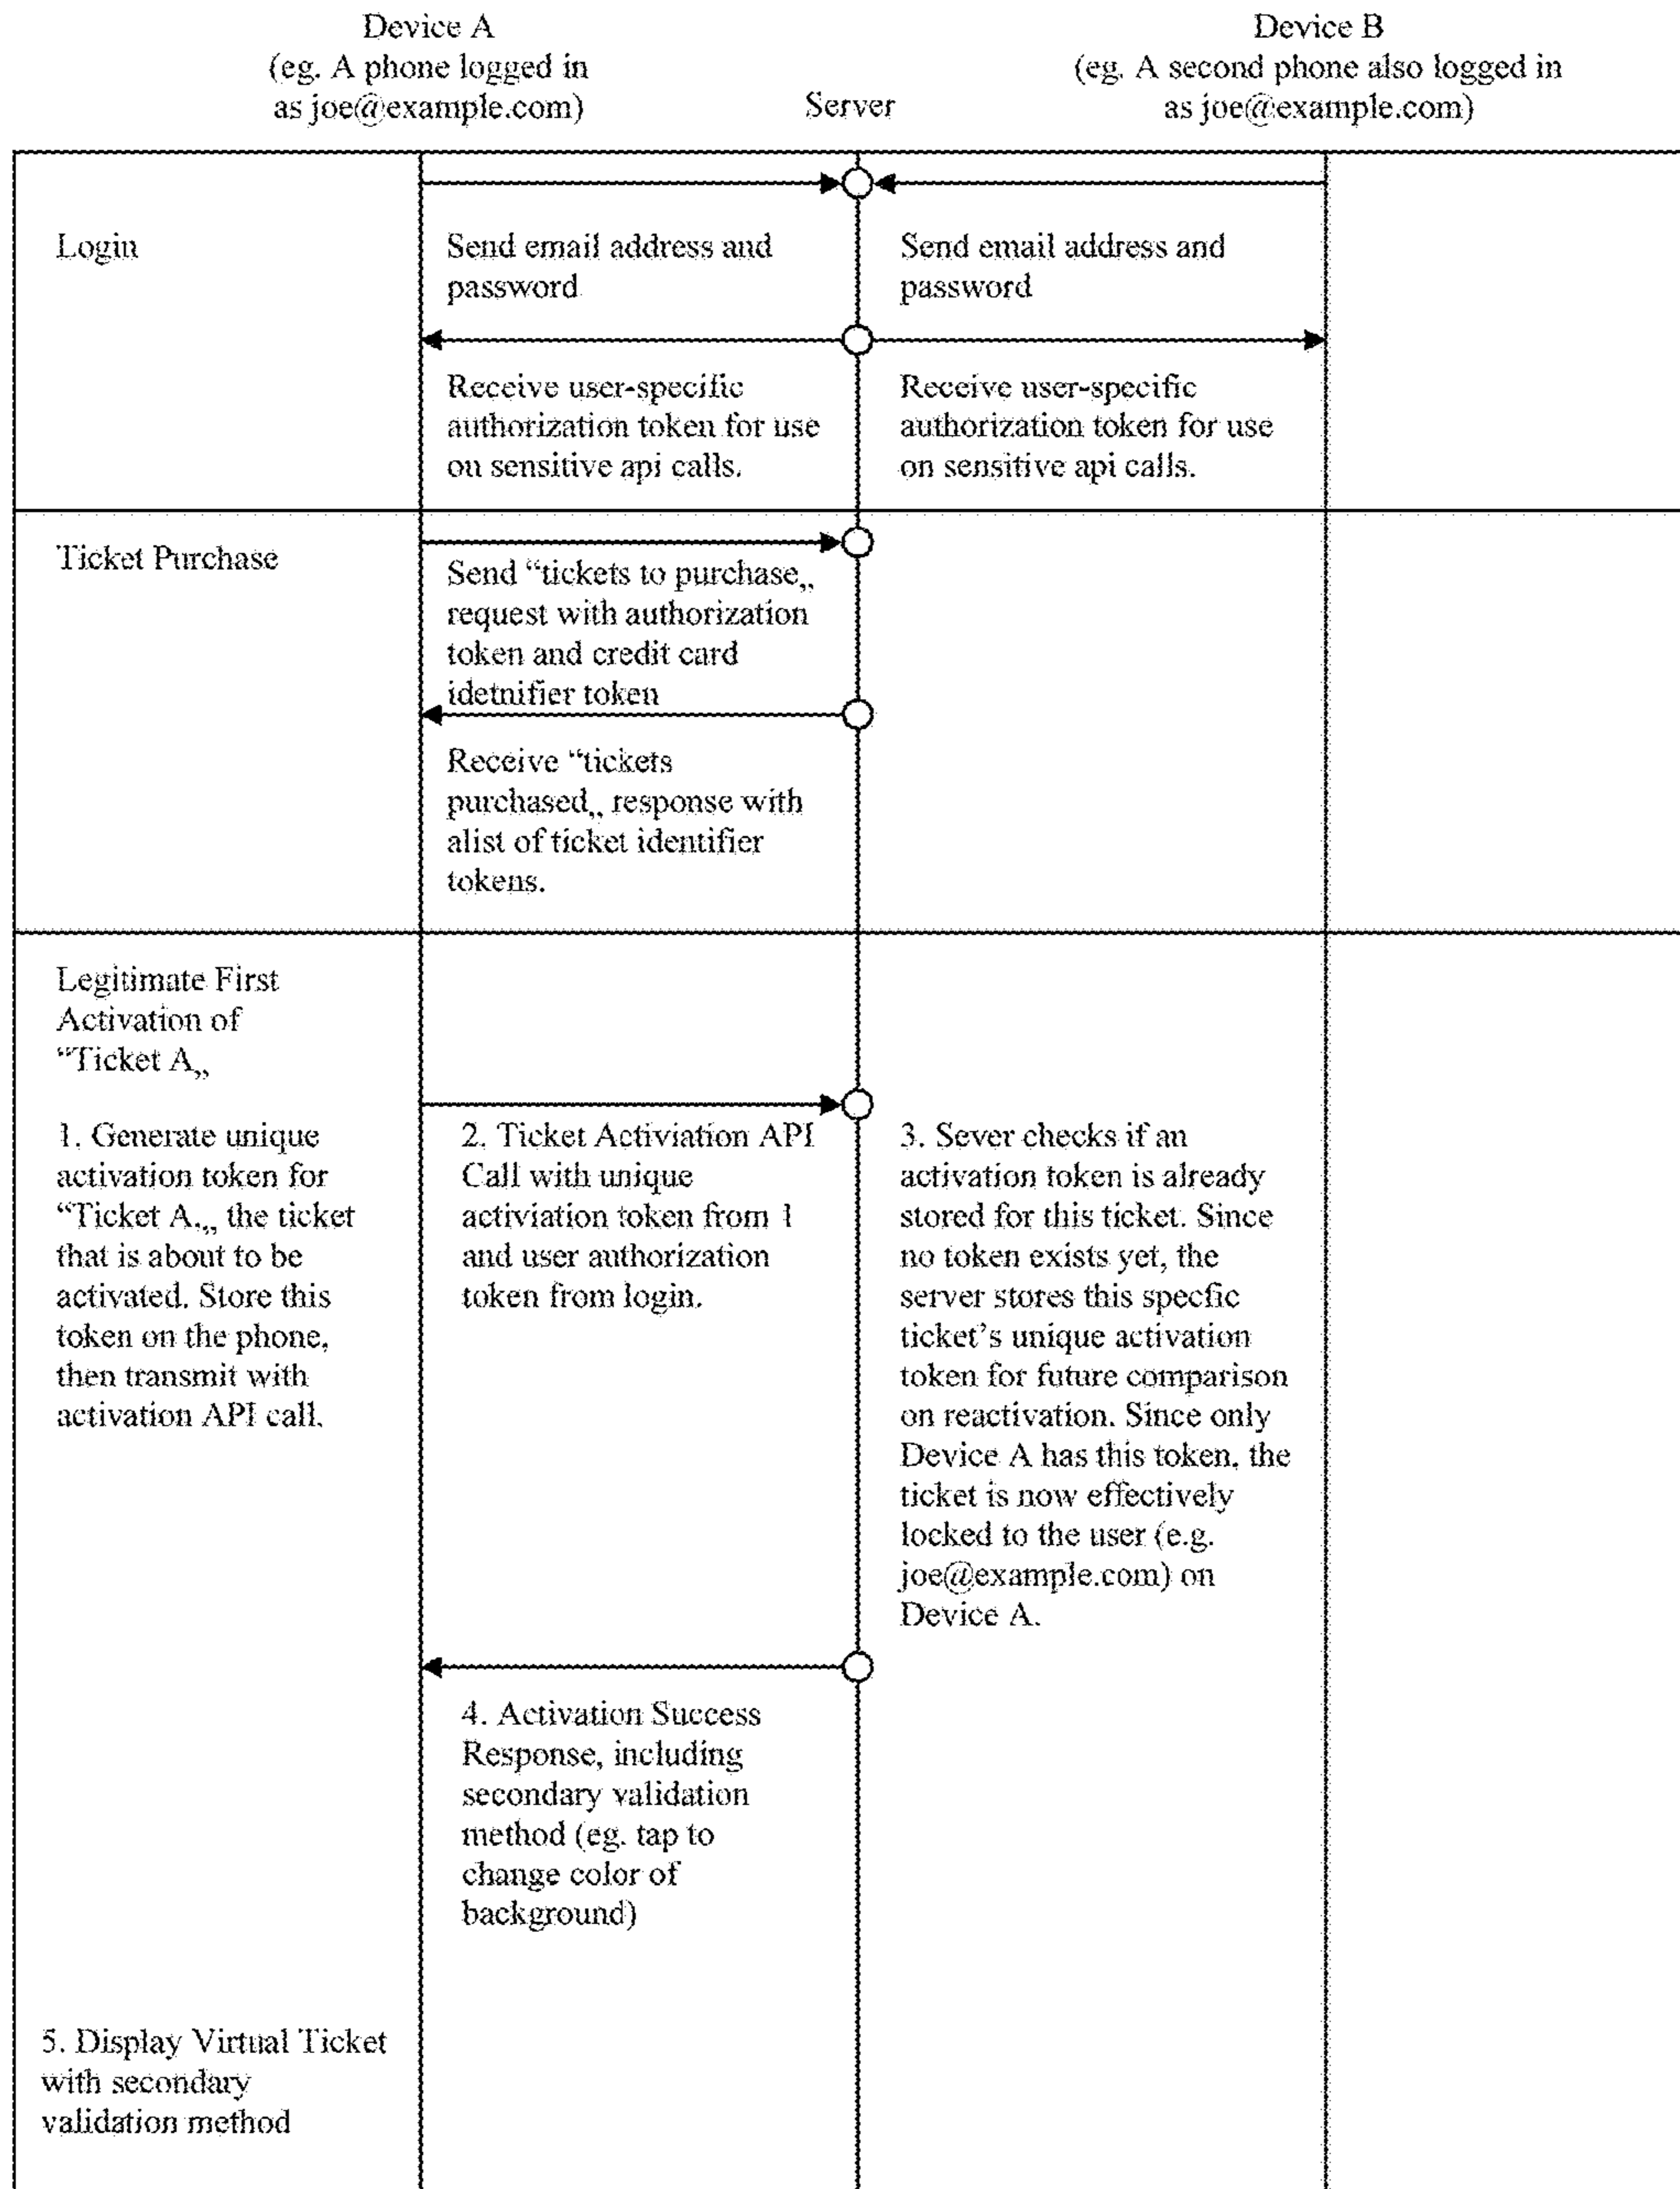 Device A
(eg. A phone logged in
as joe@example.com)
Server
Device B
(eg. A second phone also logged in
as joe@example.com)
Login
Send email address and
password
Send email address and
password
Receive user-specific
authorization token for use
on sensitive api calls.
Receive user-specific
authorization token for use
on sensitive api calls.
Ticket Purchase
Send “tickets to purchase„
request with authorization
token and credit card
idetnifier token
Receive “tickets
purchased„ response with
alist of ticket identifier
tokens.
Legitimate First
Activation of
“Ticket A„
1. Generate unique
activation token for
“Ticket A.„ the ticket
that is about to be
activated. Store this
token on the phone,
then transmit with
activation API call.
2. Ticket Activiation API
Call with unique
activiation token from 1
and user authorization
token from login.
3. Sever checks if an
activation token is already
stored for this ticket. Since
no token exists yet, the
server stores this specfic
ticket's unique activation
token for future comparison
on reactivation. Since only
Device A has this token, the
ticket is now effectively
locked to the user (e.g.
joe@example.com) on
Device A.
4. Activation Success
Response, including
secondary validation
method (eg. tap to
change color of
background)
5. Display Virtual Ticket
with secondary
validation method